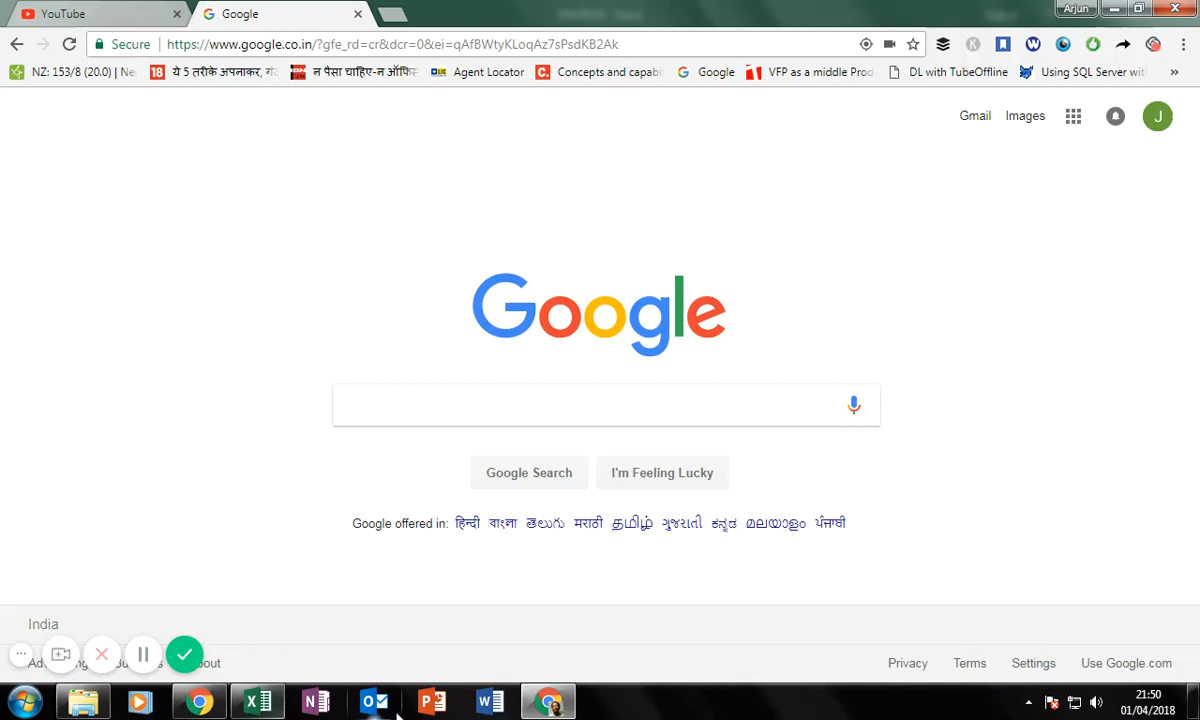 YouTube
Google
Arjun
Secure https://www.google.co.in/?gfe_rd=cr&dcr=0&ei=qAfBWtyKLoqAz7sPsdKB2Ak
NZ: 153/8 (20.0) | Ne 18 ये 5 तरीके अपनाकर, गं न पैसा चाहिए-न ऑफिस Agent Locator Concepts and capabi Google VFP as a middle Prod DL with TubeOffline Using SQL Server with »
Gmail Images J
Google
Google Search I'm Feeling Lucky
Google offered in: हिन्दी বাংলা తెలుగు मराठी தமிழ் ગુજરાતી ಕನ್ನಡ മലയാളം ਪੰਜਾਬੀ
India
Privacy Terms Settings Use Google.com
21:50
01/04/2018